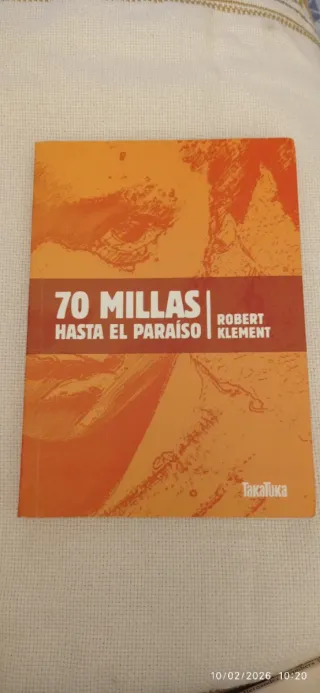 70 MILLAS
HASTA EL PARAÍSO
ROBERT
KLEMENT
TAKATUKA
10/02/2026 10:20